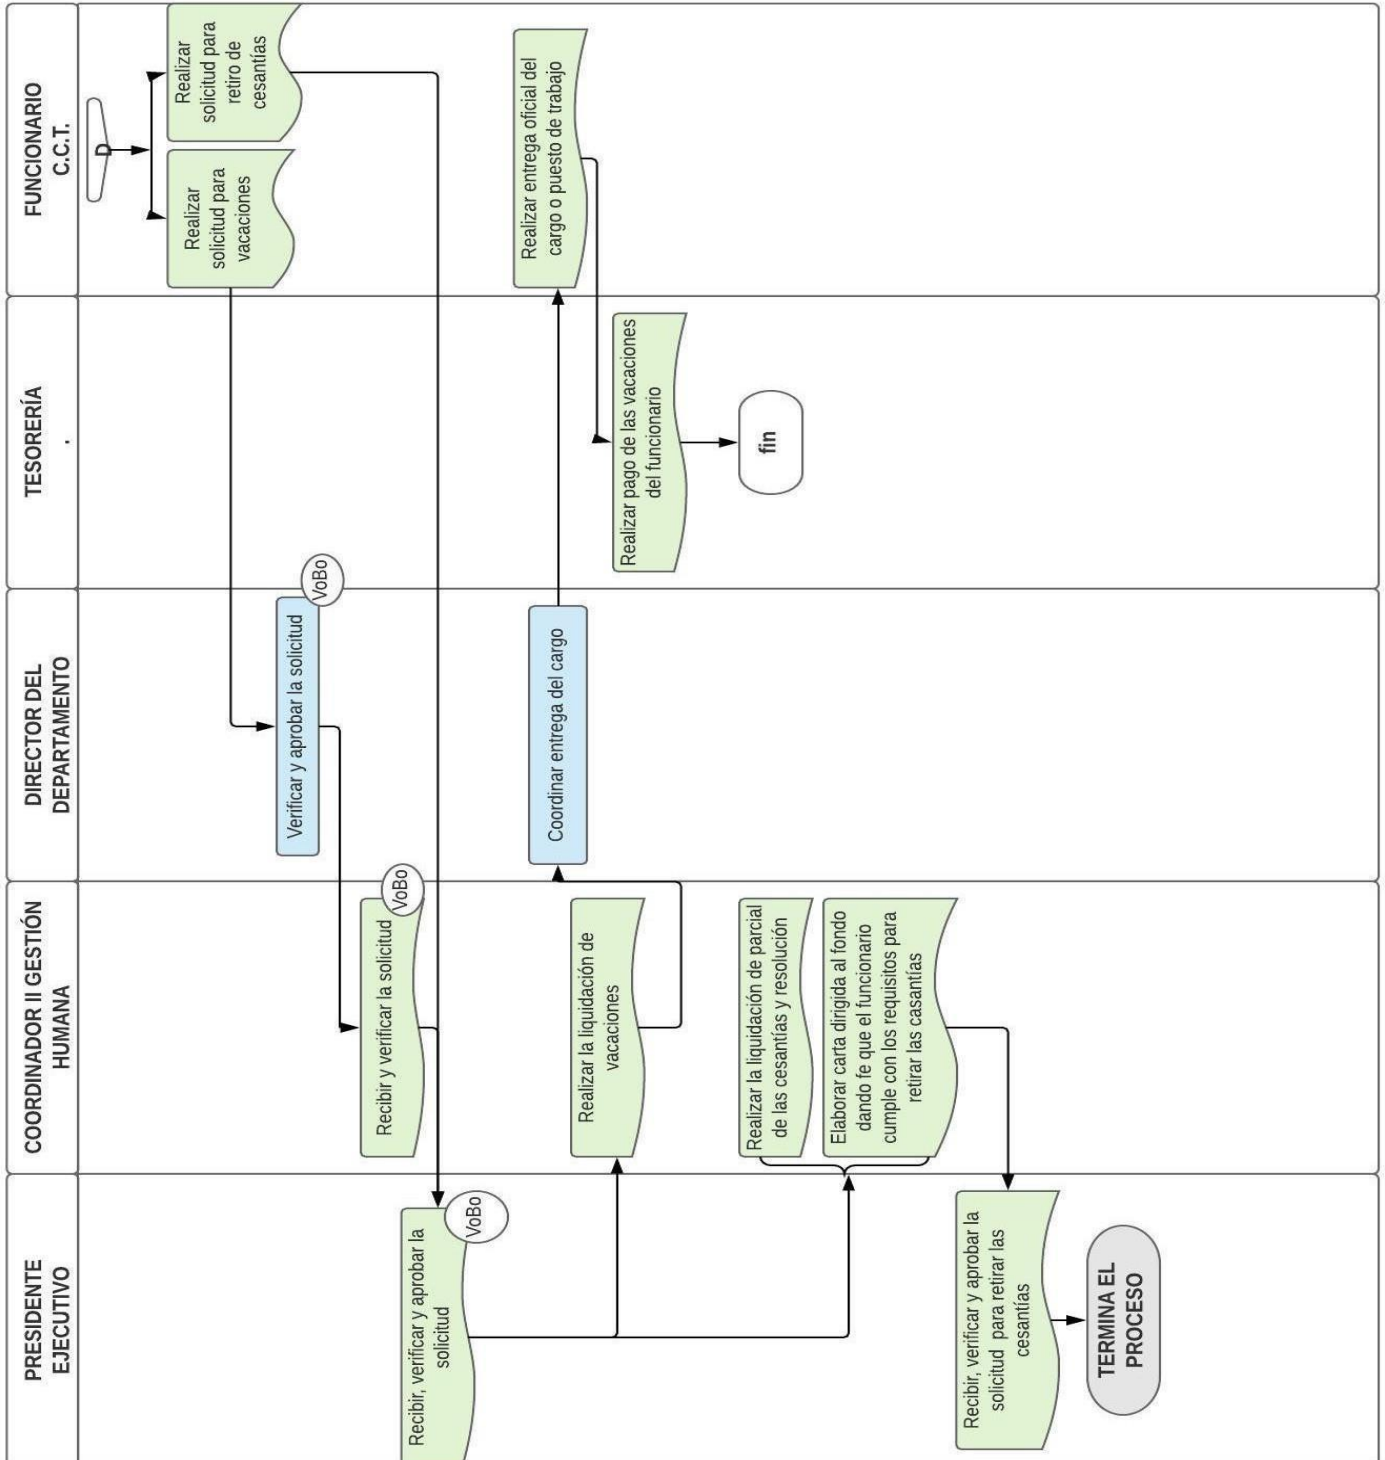 PRESIDENTE
EJECUTIVO
COORDINADOR II GESTIÓN
HUMANA
DIRECTOR DEL
DEPARTAMENTO
TESORERÍA
.
FUNCIONARIO
C.C.T.
D
Realizar
solicitud para
vacaciones
Realizar
solicitud para
retiro de
cesantías
Verificar y aprobar la solicitud
VoBo
Recibir y verificar la solicitud
VoBo
Recibir, verificar y aprobar la
solicitud
VoBo
Realizar la liquidación de
vacaciones
Coordinar entrega del cargo
Realizar entrega oficial del
cargo o puesto de trabajo
Realizar pago de las vacaciones
del funcionario
fin
Realizar la liquidación de parcial
de las cesantías y resolución
Elaborar carta dirigida al fondo
dando fe que el funcionario
cumple con los requisitos para
retirar las casantías
Recibir, verificar y aprobar la
solicitud para retirar las
cesantías
TERMINA EL
PROCESO